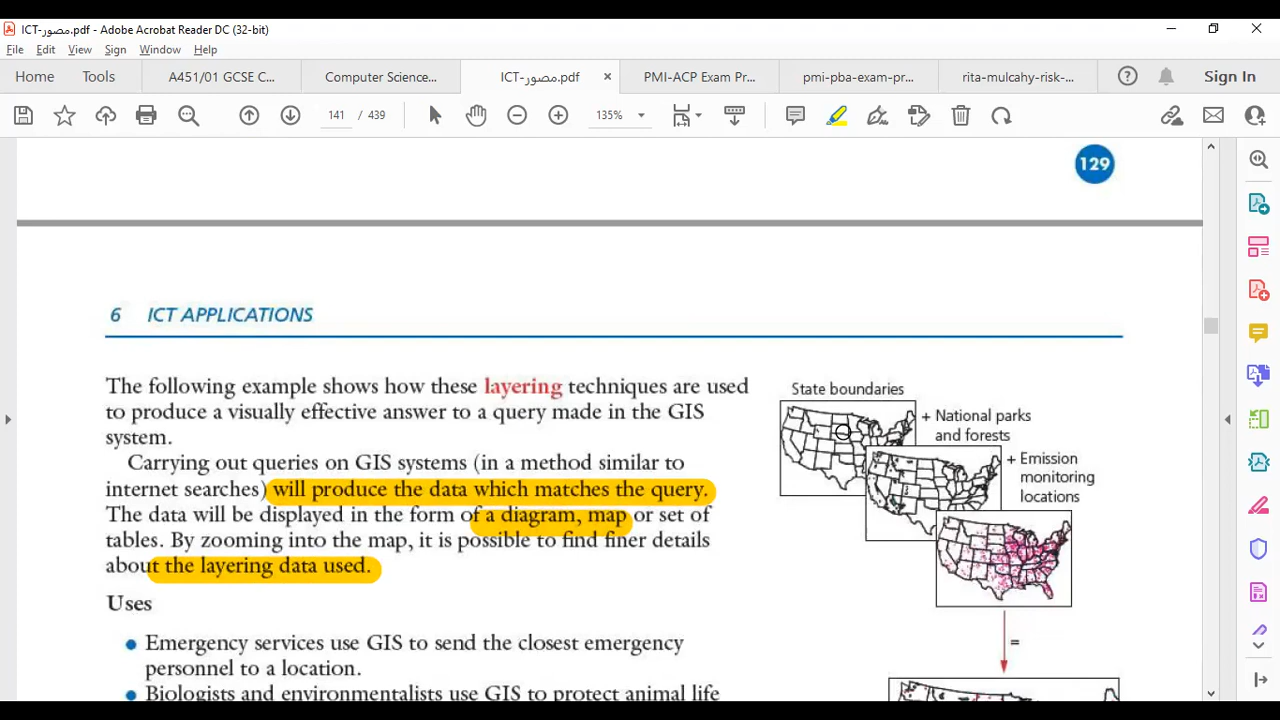 ICT-مصور.pdf - Adobe Acrobat Reader DC (32-bit)
File Edit View Sign Window Help
Home Tools A451/01 GCSE C... Computer Science... ICT-مصور.pdf × PMI-ACP Exam Pr... pmi-pba-exam-pr... rita-mulcahy-risk-... Sign In
141 / 439 135%
129
6 ICT APPLICATIONS
The following example shows how these layering techniques are used
to produce a visually effective answer to a query made in the GIS
system.
Carrying out queries on GIS systems (in a method similar to
internet searches) will produce the data which matches the query.
The data will be displayed in the form of a diagram, map or set of
tables. By zooming into the map, it is possible to find finer details
about the layering data used.
Uses
• Emergency services use GIS to send the closest emergency
personnel to a location.
• Biologists and environmentalists use GIS to protect animal life
State boundaries
+ National parks
and forests
+ Emission
monitoring
locations
=